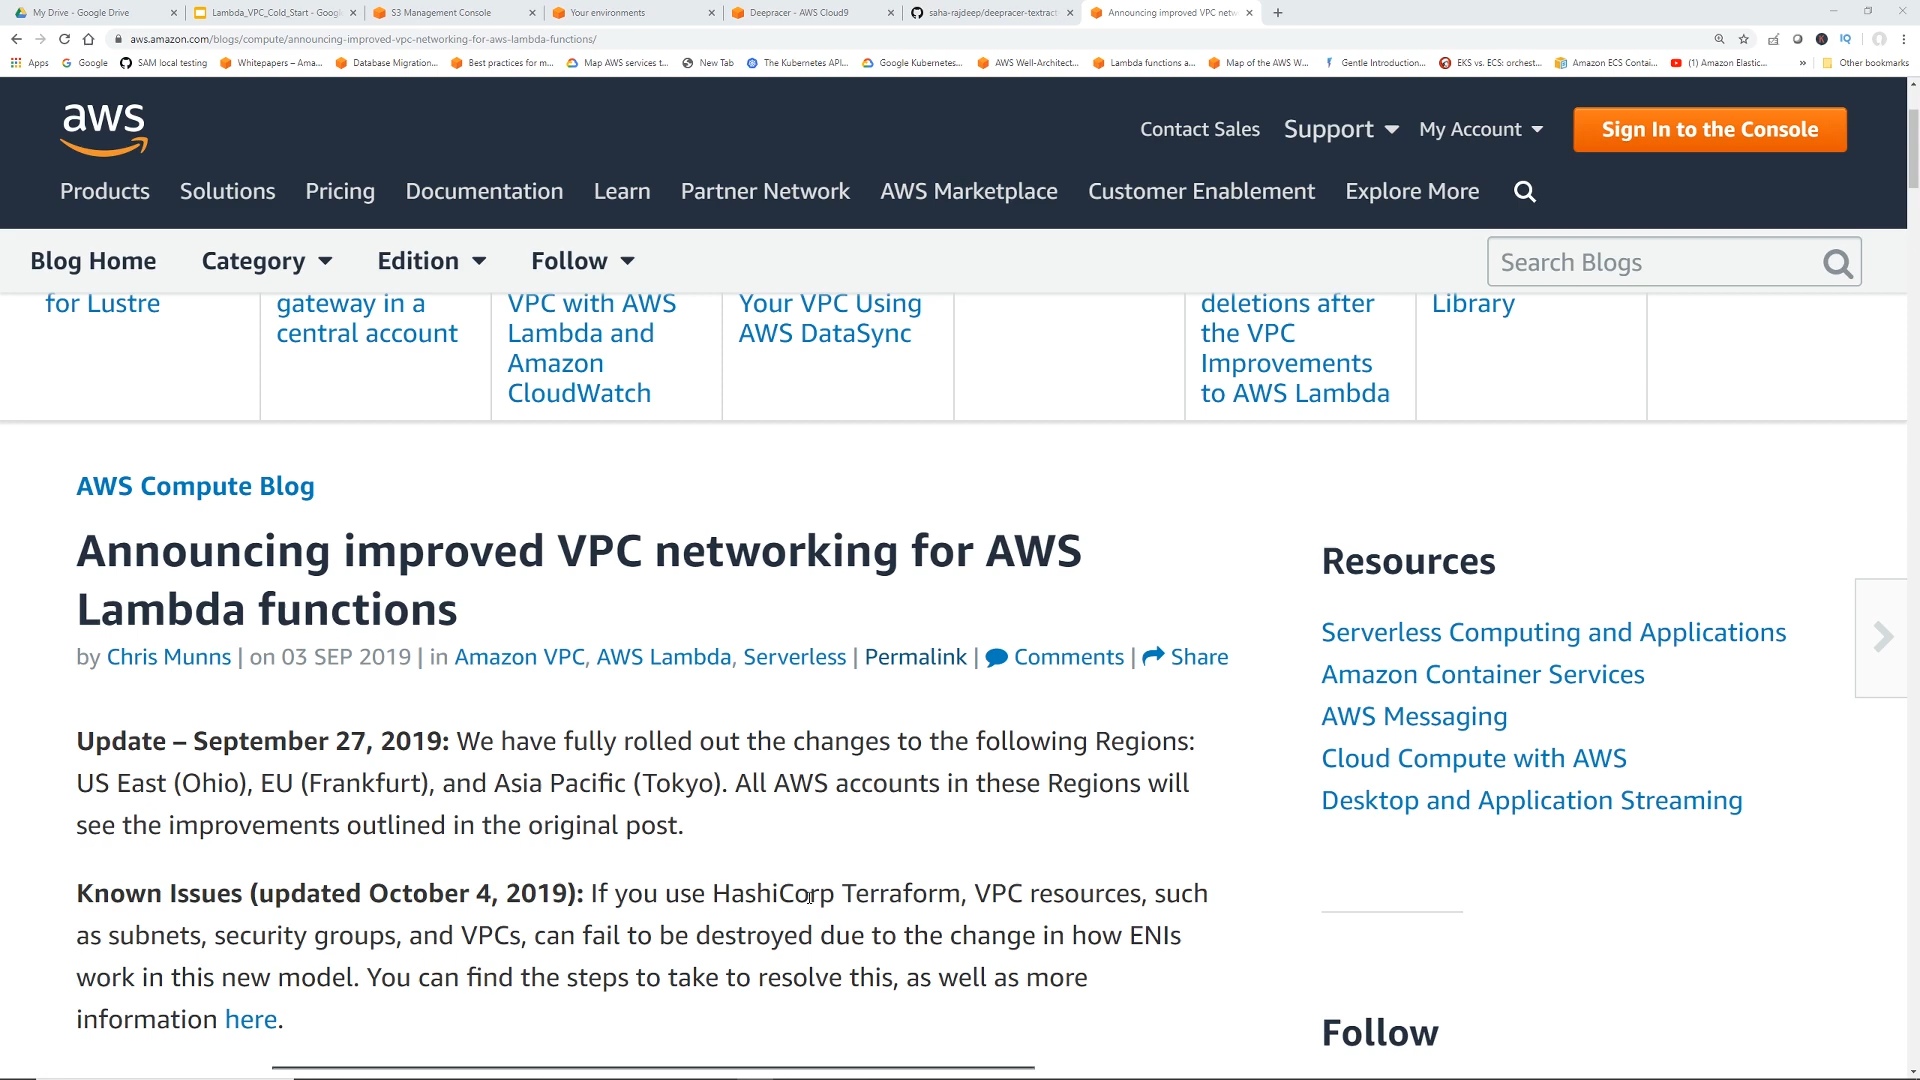 My Drive - Google Drive
Lambda_VPC_Cold_Start - Googl
S3 Management Console
Your environments
Deepracer - AWS Cloud9
saha-rajdeep/deepracer-textract
Announcing improved VPC netw
aws.amazon.com/blogs/compute/announcing-improved-vpc-networking-for-aws-lambda-functions/
IQ
Apps
Google
SAM local testing
Whitepapers – Ama...
Database Migration...
Best practices for m...
Map AWS services t...
New Tab
The Kubernetes API...
Google Kubernetes...
AWS Well-Architect...
Lambda functions a...
Map of the AWS W...
Gentle Introduction...
EKS vs. ECS: orchest...
Amazon ECS Contai...
(1) Amazon Elastic...
»
Other bookmarks
aws
Contact Sales
Support
My Account
Sign In to the Console
Products
Solutions
Pricing
Documentation
Learn
Partner Network
AWS Marketplace
Customer Enablement
Explore More
Blog Home
Category
Edition
Follow
Search Blogs
for Lustre
gateway in a
central account
VPC with AWS
Lambda and
Amazon
CloudWatch
Your VPC Using
AWS DataSync
deletions after
the VPC
Improvements
to AWS Lambda
Library
AWS Compute Blog
Announcing improved VPC networking for AWS
Lambda functions
by Chris Munns | on 03 SEP 2019 | in Amazon VPC, AWS Lambda, Serverless | Permalink | Comments | Share
Update – September 27, 2019: We have fully rolled out the changes to the following Regions:
US East (Ohio), EU (Frankfurt), and Asia Pacific (Tokyo). All AWS accounts in these Regions will
see the improvements outlined in the original post.
Known Issues (updated October 4, 2019): If you use HashiCorp Terraform, VPC resources, such
as subnets, security groups, and VPCs, can fail to be destroyed due to the change in how ENIs
work in this new model. You can find the steps to take to resolve this, as well as more
information here.
Resources
Serverless Computing and Applications
Amazon Container Services
AWS Messaging
Cloud Compute with AWS
Desktop and Application Streaming
Follow